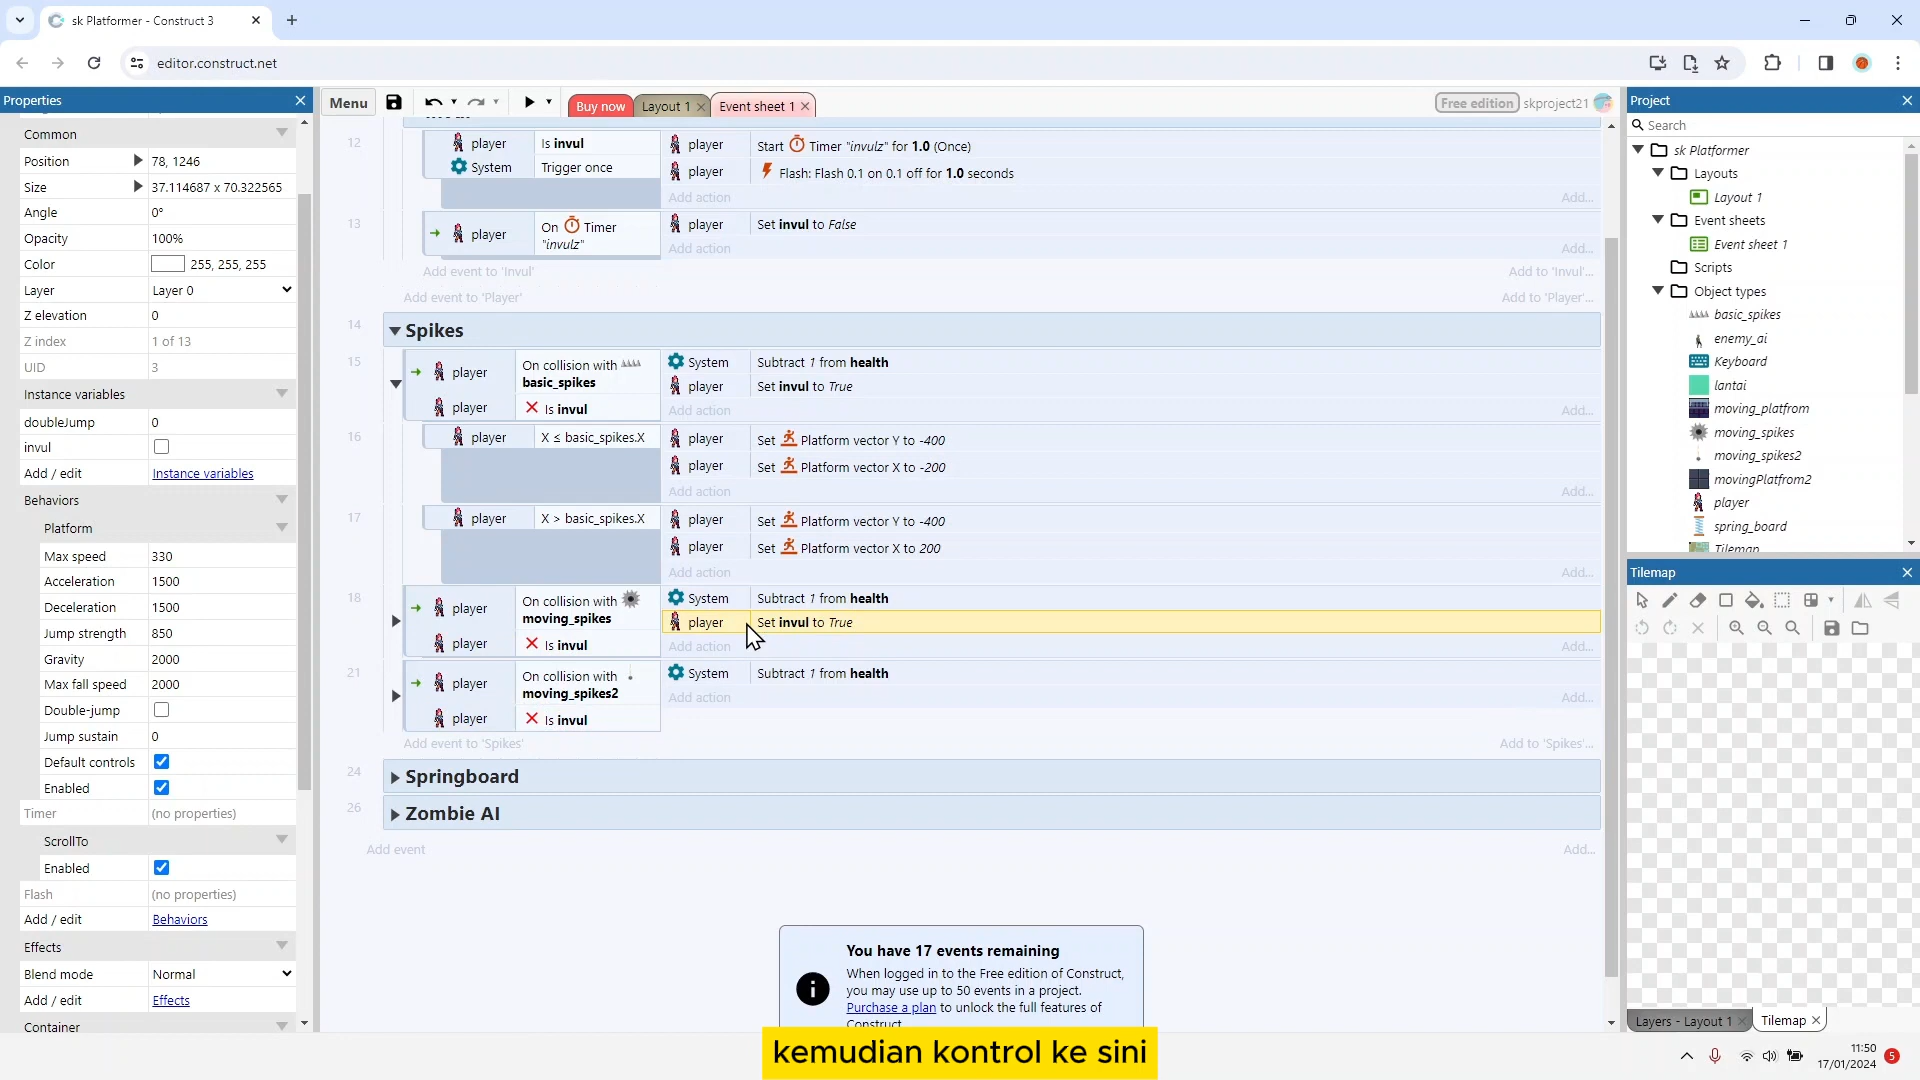 sk Platformer - Construct 3
editor.construct.net
Properties
Common
Position 78, 1246
Size 37.114687 x 70.322565
Angle 0°
Opacity 100%
Color 255, 255, 255
Layer Layer 0
Z elevation 0
Z index 1 of 13
UID 3
Instance variables
doubleJump 0
invul
Add / edit Instance variables
Behaviors
Platform
Max speed 330
Acceleration 1500
Deceleration 1500
Jump strength 850
Gravity 2000
Max fall speed 2000
Double-jump
Jump sustain 0
Default controls
Enabled
Timer (no properties)
ScrollTo
Enabled
Flash (no properties)
Add / edit Behaviors
Effects
Blend mode Normal
Add / edit Effects
Container
Menu Buy now Layout 1 Event sheet 1 Free edition skproject21
12 player Is invul player Start Timer "invulz" for 1.0 (Once)
System Trigger once player Flash: Flash 0.1 on 0.1 off for 1.0 seconds
Add action Add...
13 player On Timer "invulz" player Set invul to False
Add action Add...
Add event to 'Invul' Add to 'Invul'...
Add event to 'Player' Add to 'Player'...
14 Spikes
15 player On collision with basic_spikes System Subtract 1 from health
player Set invul to True
player Is invul Add action Add...
16 player X ≤ basic_spikes.X player Set Platform vector Y to -400
player Set Platform vector X to -200
Add action Add...
17 player X > basic_spikes.X player Set Platform vector Y to -400
player Set Platform vector X to 200
Add action Add...
18 player On collision with moving_spikes System Subtract 1 from health
player Set invul to True
player Is invul Add action Add...
21 player On collision with moving_spikes2 System Subtract 1 from health
Add action Add...
player Is invul
Add event to 'Spikes' Add to 'Spikes'...
24 Springboard
26 Zombie AI
Add event Add...
You have 17 events remaining
When logged in to the Free edition of Construct,
you may use up to 50 events in a project.
Purchase a plan to unlock the full features of
Construct.
kemudian kontrol ke sini
Project
Search
sk Platformer
Layouts
Layout 1
Event sheets
Event sheet 1
Scripts
Object types
basic_spikes
enemy_ai
Keyboard
lantai
moving_platfrom
moving_spikes
moving_spikes2
movingPlatfrom2
player
spring_board
Tilemap
Tilemap
Layers - Layout 1 Tilemap
11:50
17/01/2024
5